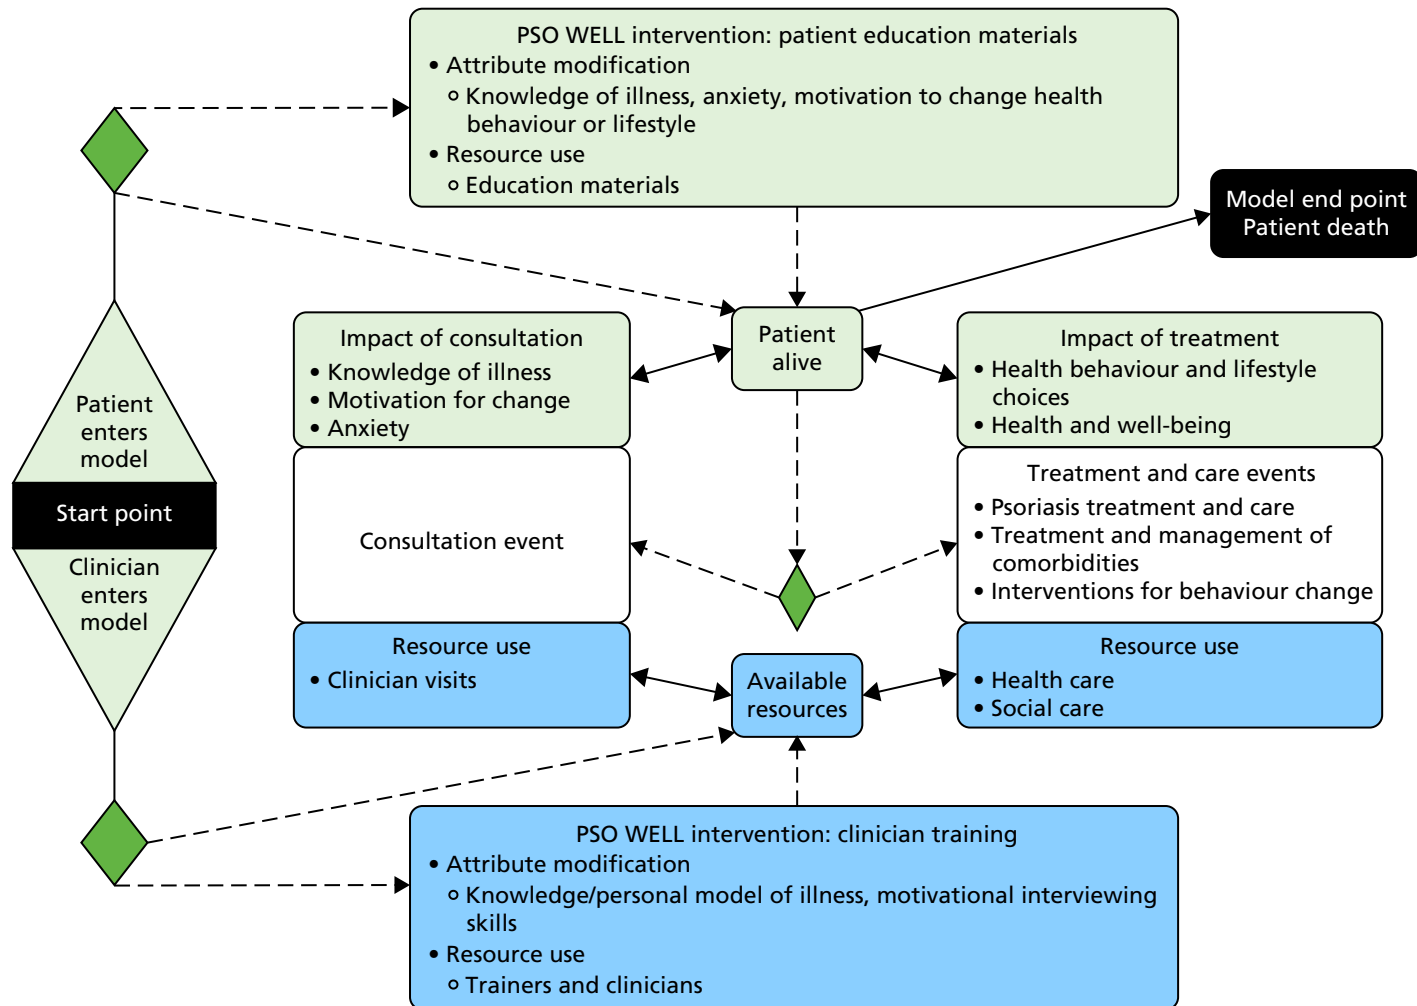 PSO WELL intervention: patient education materials
• Attribute modification
Knowledge of illness, anxiety, motivation to change health
behaviour or lifestyle
• Resource use
Education materials
Model end point
Patient death
Patient
enters
model
Start point
Clinician
enters
model
Impact of consultation
• Knowledge of illness
• Motivation for change
• Anxiety
Consultation event
Resource use
• Clinician visits
Patient
alive
Available
resources
Impact of treatment
• Health behaviour and lifestyle
choices
• Health and well-being
Treatment and care events
• Psoriasis treatment and care
• Treatment and management of
comorbidities
• Interventions for behaviour change
Resource use
• Health care
• Social care
PSO WELL intervention: clinician training
• Attribute modification
Knowledge/personal model of illness, motivational interviewing
skills
• Resource use
Trainers and clinicians